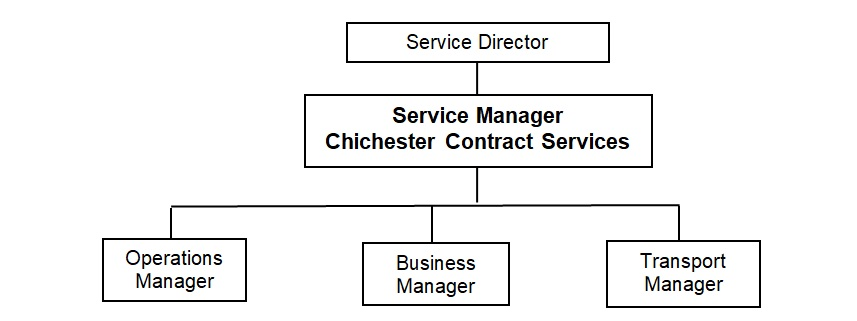 Service Director
Service Manager
Chichester Contract Services
Operations
Manager
Business
Manager
Transport
Manager